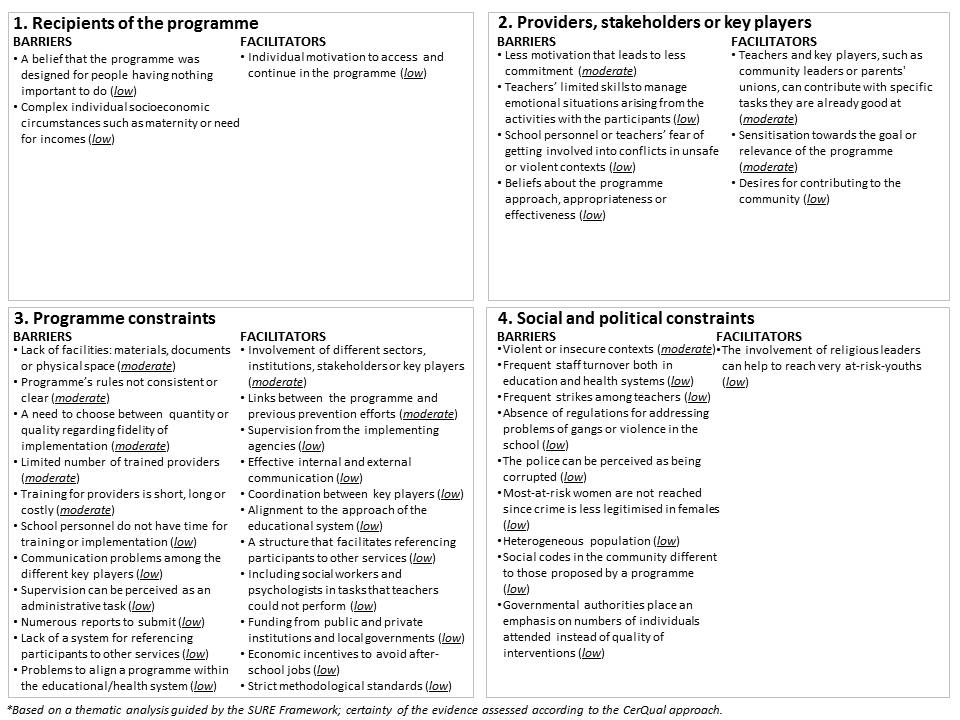 1. Recipients of the programme
BARRIERS
• A belief that the programme was
designed for people having nothing
important to do (low)
• Complex individual socioeconomic
circumstances such as maternity or need
for incomes (low)
FACILITATORS
• Individual motivation to access and
continue in the programme (low)
2. Providers, stakeholders or key players
BARRIERS
• Less motivation that leads to less
commitment (moderate)
• Teachers’ limited skills to manage
emotional situations arising from the
activities with the participants (low)
• School personnel or teachers’ fear of
getting involved into conflicts in unsafe
or violent contexts (low)
• Beliefs about the programme
approach, appropriateness or
effectiveness (low)
FACILITATORS
• Teachers and key players, such as
community leaders or parents'
unions, can contribute with specific
tasks they are already good at
(moderate)
• Sensitisation towards the goal or
relevance of the programme
(moderate)
• Desires for contributing to the
community (low)
3. Programme constraints
BARRIERS
• Lack of facilities: materials, documents
or physical space (moderate)
• Programme’s rules not consistent or
clear (moderate)
• A need to choose between quantity or
quality regarding fidelity of
implementation (moderate)
• Limited number of trained providers
(moderate)
• Training for providers is short, long or
costly (moderate)
• School personnel do not have time for
training or implementation (low)
• Communication problems among the
different key players (low)
• Supervision can be perceived as an
administrative task (low)
• Numerous reports to submit (low)
• Lack of a system for referencing
participants to other services (low)
• Problems to align a programme within
the educational/health system (low)
FACILITATORS
• Involvement of different sectors,
institutions, stakeholders or key players
(moderate)
• Links between the programme and
previous prevention efforts (moderate)
• Supervision from the implementing
agencies (low)
• Effective internal and external
communication (low)
• Coordination between key players (low)
• Alignment to the approach of the
educational system (low)
• A structure that facilitates referencing
participants to other services (low)
• Including social workers and
psychologists in tasks that teachers
could not perform (low)
• Funding from public and private
institutions and local governments (low)
• Economic incentives to avoid after-
school jobs (low)
• Strict methodological standards (low)
4. Social and political constraints
BARRIERS
• Violent or insecure contexts (moderate)
• Frequent staff turnover both in
education and health systems (low)
• Frequent strikes among teachers (low)
• Absence of regulations for addressing
problems of gangs or violence in the
school (low)
• The police can be perceived as being
corrupted (low)
• Most-at-risk women are not reached
since crime is less legitimised in females
(low)
• Heterogeneous population (low)
• Social codes in the community different
to those proposed by a programme
(low)
• Governmental authorities place an
emphasis on numbers of individuals
attended instead of quality of
interventions (low)
FACILITATORS
• The involvement of religious leaders
can help to reach very at-risk-youths
(low)
*Based on a thematic analysis guided by the SURE Framework; certainty of the evidence assessed according to the CerQual approach.